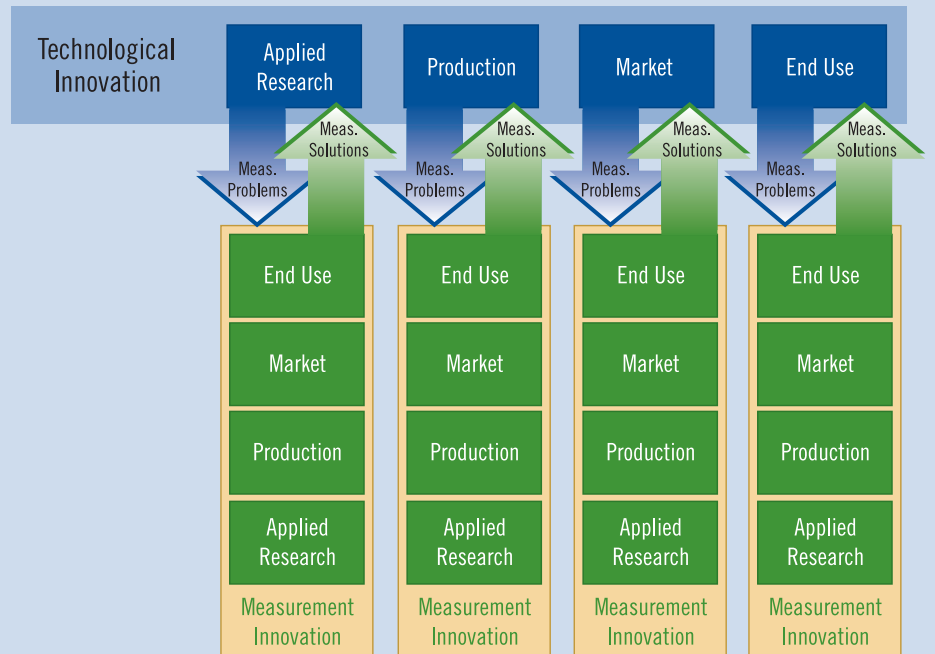 Technological
Innovation
Applied
Research
Production
Market
End Use
Meas.
Problems
Meas.
Solutions
Meas.
Problems
Meas.
Solutions
Meas.
Problems
Meas.
Solutions
Meas.
Problems
Meas.
Solutions
End Use
Market
Production
Applied
Research
Measurement
Innovation
End Use
Market
Production
Applied
Research
Measurement
Innovation
End Use
Market
Production
Applied
Research
Measurement
Innovation
End Use
Market
Production
Applied
Research
Measurement
Innovation